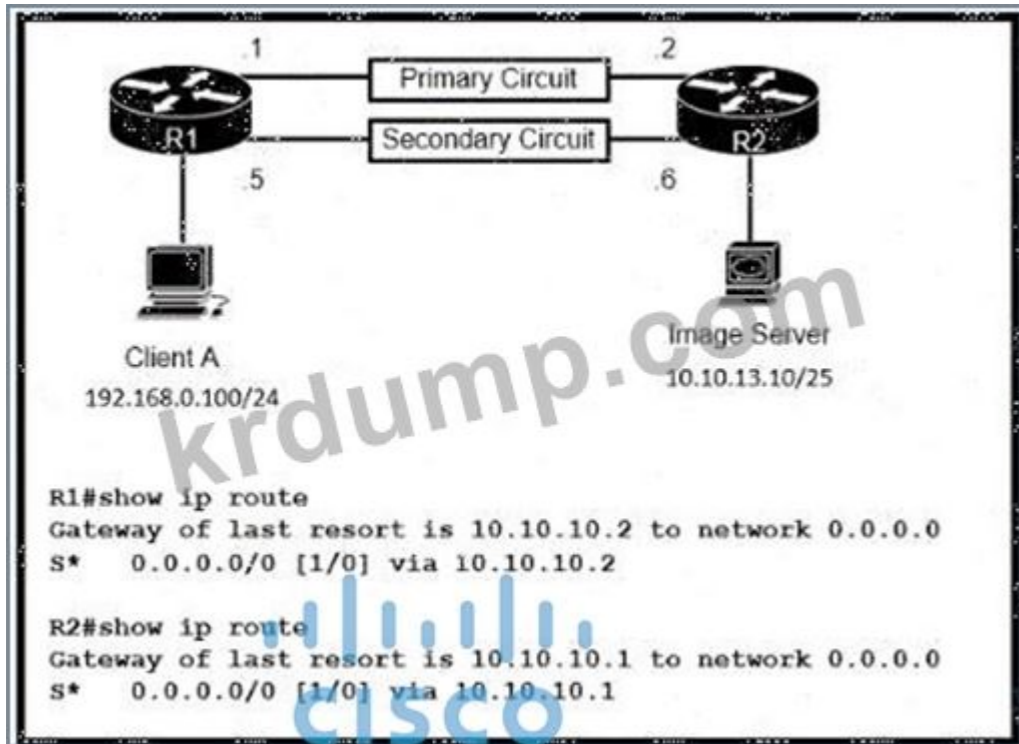 .1
.2
Primary Circuit
R1
Secondary Circuit
R2
.5
.6
Client A
192.168.0.100/24
Image Server
10.10.13.10/25
krdump.com
R1#show ip route
Gateway of last resort is 10.10.10.2 to network 0.0.0.0
S* 0.0.0.0/0 [1/0] via 10.10.10.2
R2#show ip route
Gateway of last resort is 10.10.10.1 to network 0.0.0.0
S* 0.0.0.0/0 [1/0] via 10.10.10.1
CISCO